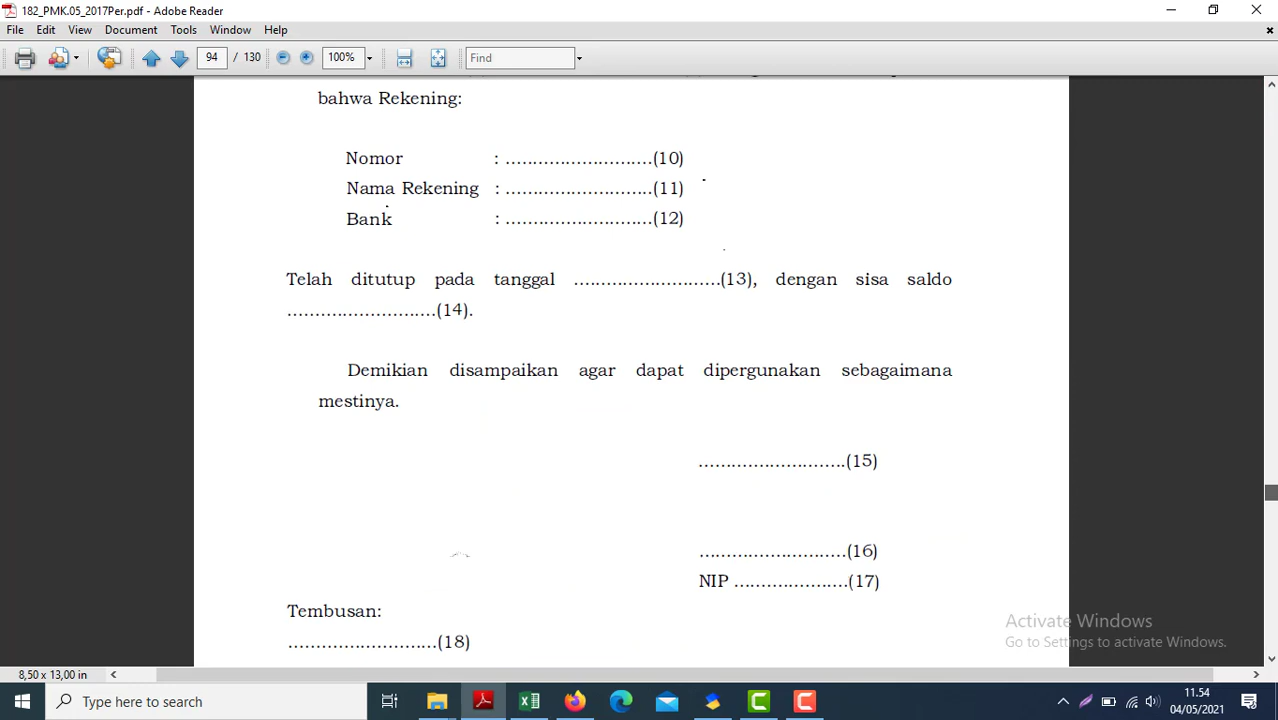 182_PMK.05_2017Per.pdf - Adobe Reader
File Edit View Document Tools Window Help
94 / 130 100% Find
bahwa Rekening:
Nomor : ..........................(10)
Nama Rekening : ..........................(11)
Bank : ..........................(12)
Telah ditutup pada tanggal ..........................(13), dengan sisa saldo
..........................(14).
Demikian disampaikan agar dapat dipergunakan sebagaimana
mestinya.
..........................(15)
..........................(16)
NIP ....................(17)
Tembusan:
..........................(18)
Activate Windows
Go to Settings to activate Windows.
8,50 x 13,00 in
Type here to search
11.54
04/05/2021